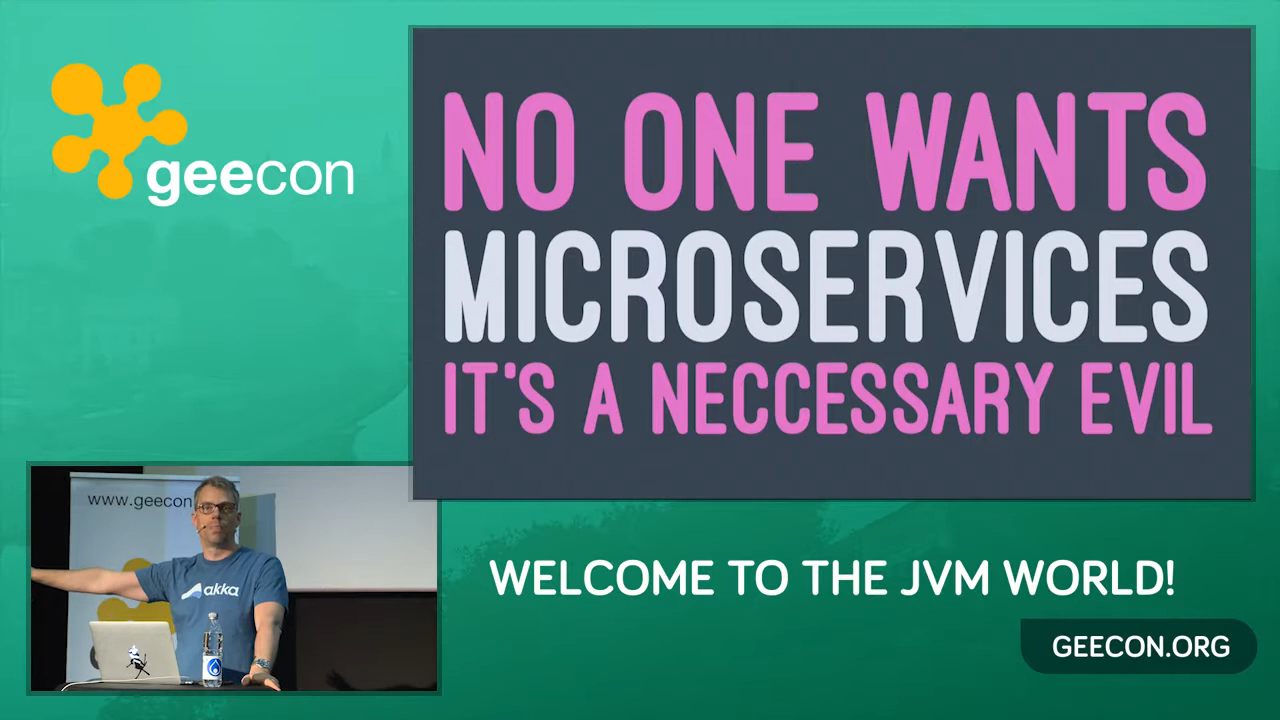 geecon
NO ONE WANTS
MICROSERVICES
IT'S A NECCESSARY EVIL
www.geecon
akka
WELCOME TO THE JVM WORLD!
GEECON.ORG